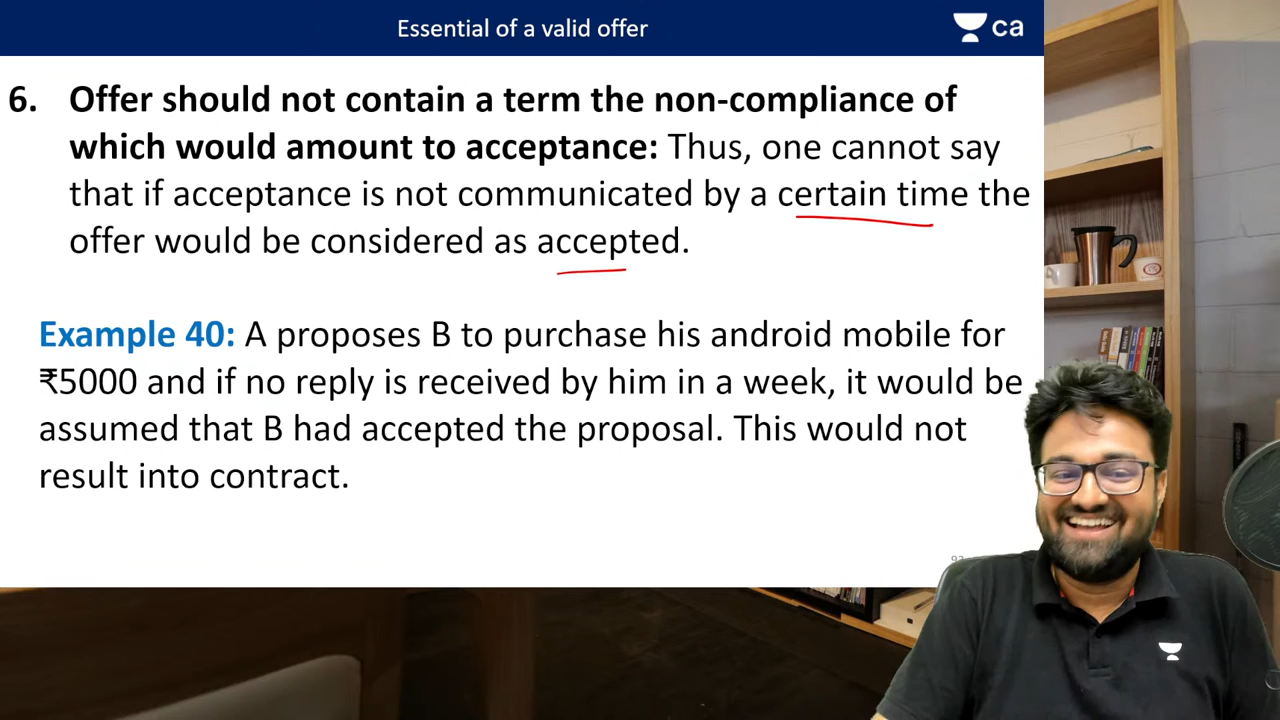 Essential of a valid offer
ca
6. Offer should not contain a term the non-compliance of
which would amount to acceptance: Thus, one cannot say
that if acceptance is not communicated by a certain time the
offer would be considered as accepted.
Example 40: A proposes B to purchase his android mobile for
₹5000 and if no reply is received by him in a week, it would be
assumed that B had accepted the proposal. This would not
result into contract.